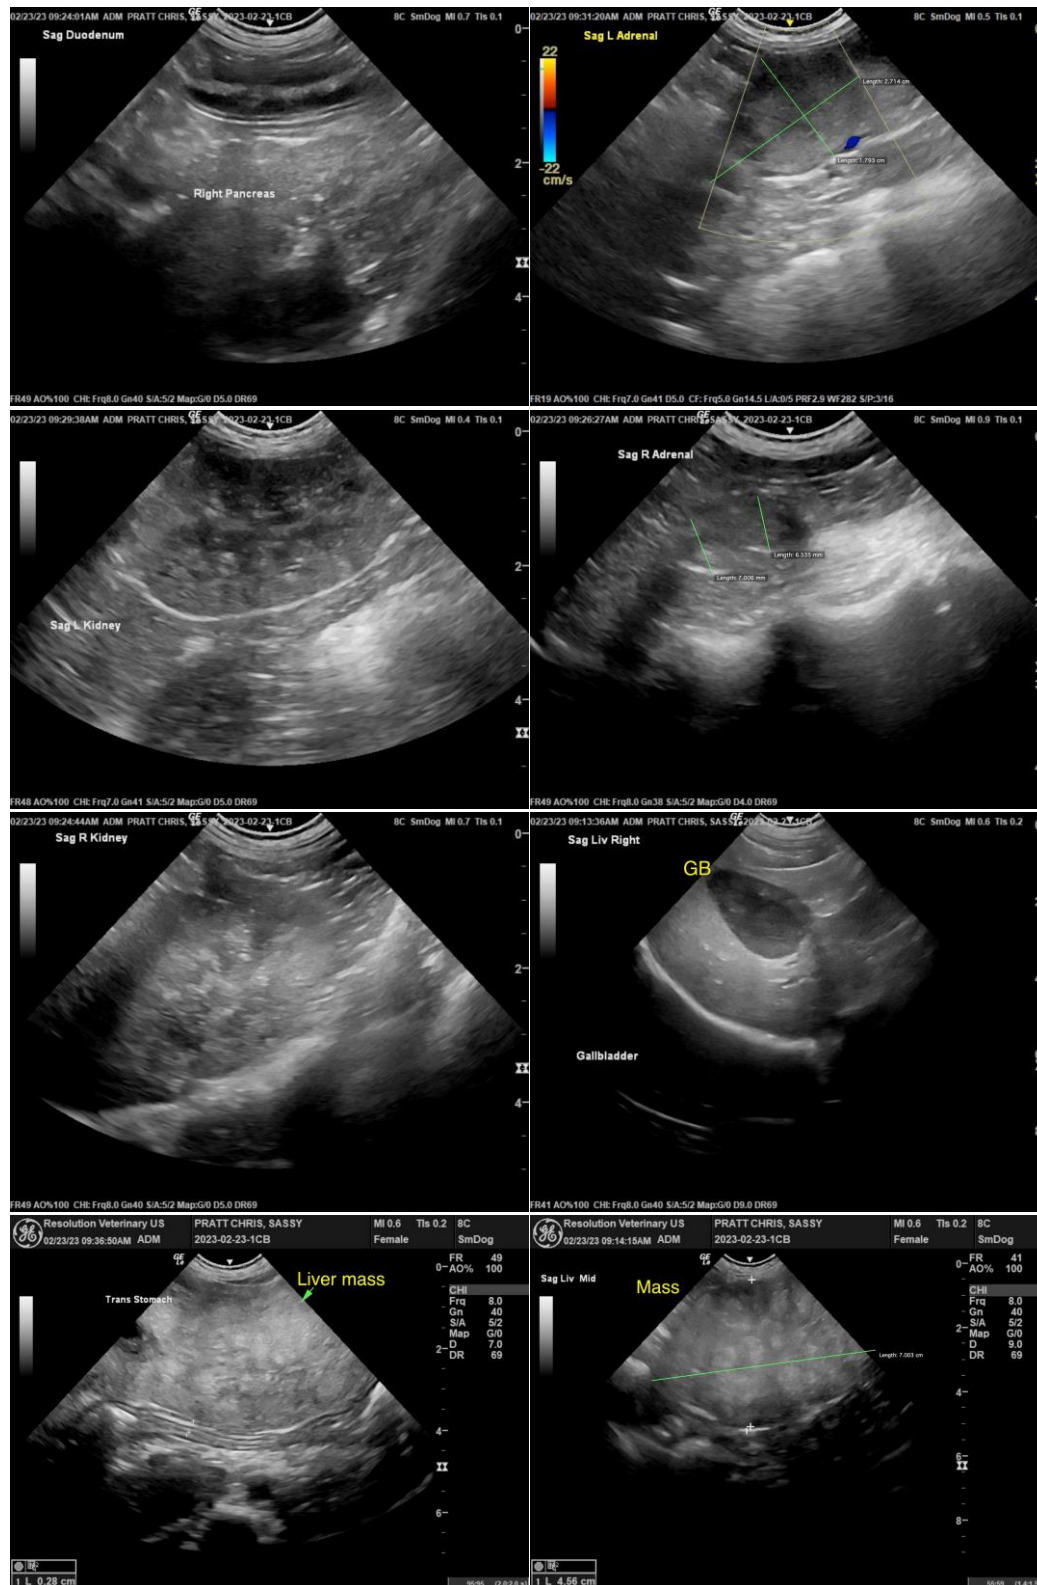 02/23/23 09:24:01AM ADM PRATT CHRIS, SASSY, 2023-02-23-1CB 8C SmDog MI 0.7 TIs 0.1
Sag Duodenum
Right Pancreas
FR49 AO%100 CHI: Frq8.0 Gn40 S/A:5/2 Map:G/0 D5.0 DR69
02/23/23 09:31:20AM ADM PRATT CHRIS, SASSY, 2023-02-23-1CB 8C SmDog MI 0.5 TIs 0.1
Sag L Adrenal
22
-22
cm/s
Length: 2.714 cm
Length: 1.793 cm
FR19 AO%100 CHI: Frq7.0 Gn41 D5.0 CF: Frq5.0 Gn14.5 L/A:0/5 PRF2.9 WF282 S/P:3/16
02/23/23 09:29:38AM ADM PRATT CHRIS, SASSY, 2023-02-23-1CB 8C SmDog MI 0.4 TIs 0.1
Sag L Kidney
FR48 AO%100 CHI: Frq7.0 Gn41 S/A:5/2 Map:G/0 D5.0 DR69
02/23/23 09:26:27AM ADM PRATT CHRIS, SASSY, 2023-02-23-1CB 8C SmDog MI 0.9 TIs 0.1
Sag R Adrenal
Length: 6.335 mm
Length: 7.006 mm
FR49 AO%100 CHI: Frq8.0 Gn38 S/A:5/2 Map:G/0 D4.0 DR69
02/23/23 09:24:44AM ADM PRATT CHRIS, SASSY, 2023-02-23-1CB 8C SmDog MI 0.7 TIs 0.1
Sag R Kidney
FR49 AO%100 CHI: Frq8.0 Gn40 S/A:5/2 Map:G/0 D5.0 DR69
02/23/23 09:13:36AM ADM PRATT CHRIS, SASSY, 2023-02-23-1CB 8C SmDog MI 0.6 TIs 0.2
Sag Liv Right
GB
Gallbladder
FR41 AO%100 CHI: Frq8.0 Gn40 S/A:5/2 Map:G/0 D9.0 DR69
Resolution Veterinary US PRATT CHRIS, SASSY MI 0.6 TIs 0.2 8C
02/23/23 09:36:50AM ADM 2023-02-23-1CB Female SmDog
Trans Stomach
Liver mass
FR 49
AO% 100
CHI
Frq 8.0
Gn 40
S/A 5/2
Map G/0
D 7.0
DR 69
1 L 0.28 cm
Resolution Veterinary US PRATT CHRIS, SASSY MI 0.6 TIs 0.2 8C
02/23/23 09:14:15AM ADM 2023-02-23-1CB Female SmDog
Sag Liv Mid
Mass
Length: 7.003 cm
FR 41
AO% 100
CHI
Frq 8.0
Gn 40
S/A 5/2
Map G/0
D 9.0
DR 69
1 L 4.56 cm